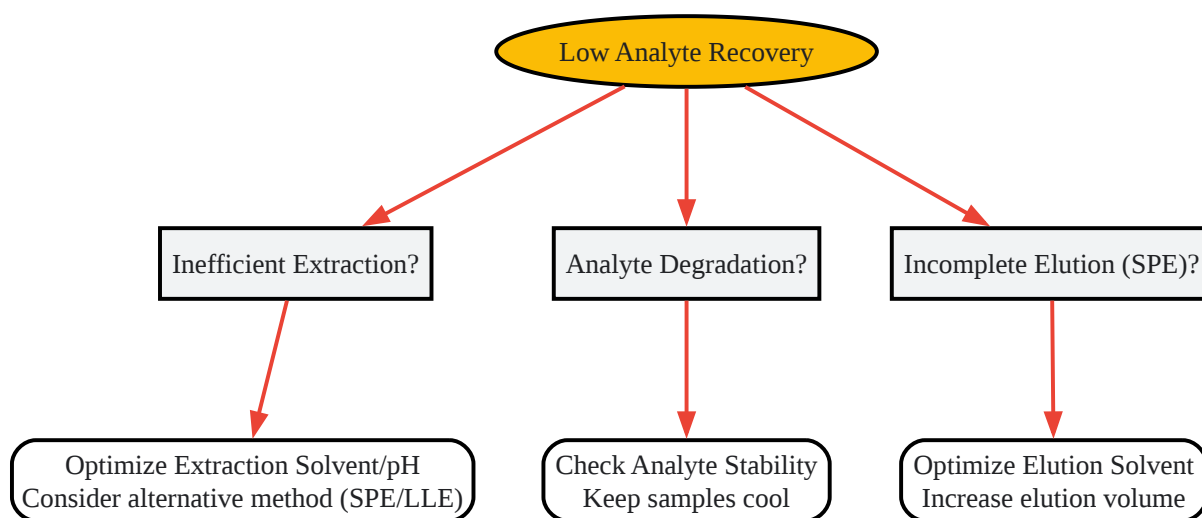 Low Analyte Recovery
Inefficient Extraction?
Analyte Degradation?
Incomplete Elution (SPE)?
Optimize Extraction Solvent/pH
Consider alternative method (SPE/LLE)
Check Analyte Stability
Keep samples cool
Optimize Elution Solvent
Increase elution volume